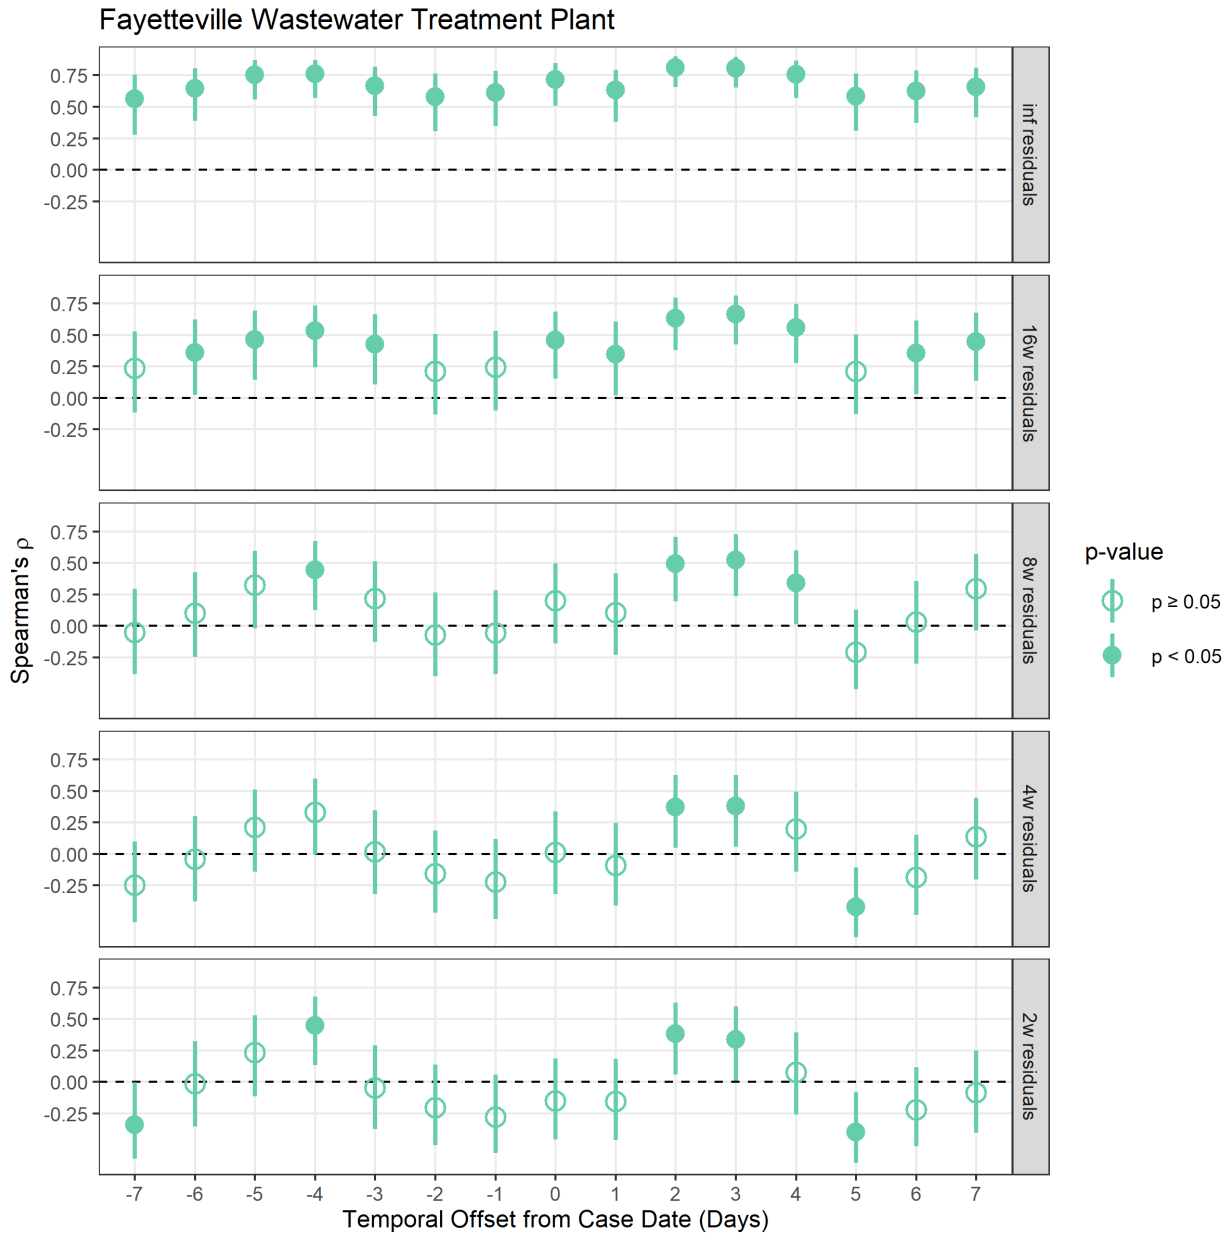 Fayetteville Wastewater Treatment Plant
0.75
0.50
0.25
0.00
-0.25
inf residuals
0.75
0.50
0.25
0.00
-0.25
16w residuals
0.75
0.50
0.25
0.00
-0.25
8w residuals
0.75
0.50
0.25
0.00
-0.25
4w residuals
0.75
0.50
0.25
0.00
-0.25
2w residuals
Spearman's ρ
-7 -6 -5 -4 -3 -2 -1 0 1 2 3 4 5 6 7
Temporal Offset from Case Date (Days)
p-value
p ≥ 0.05
p < 0.05